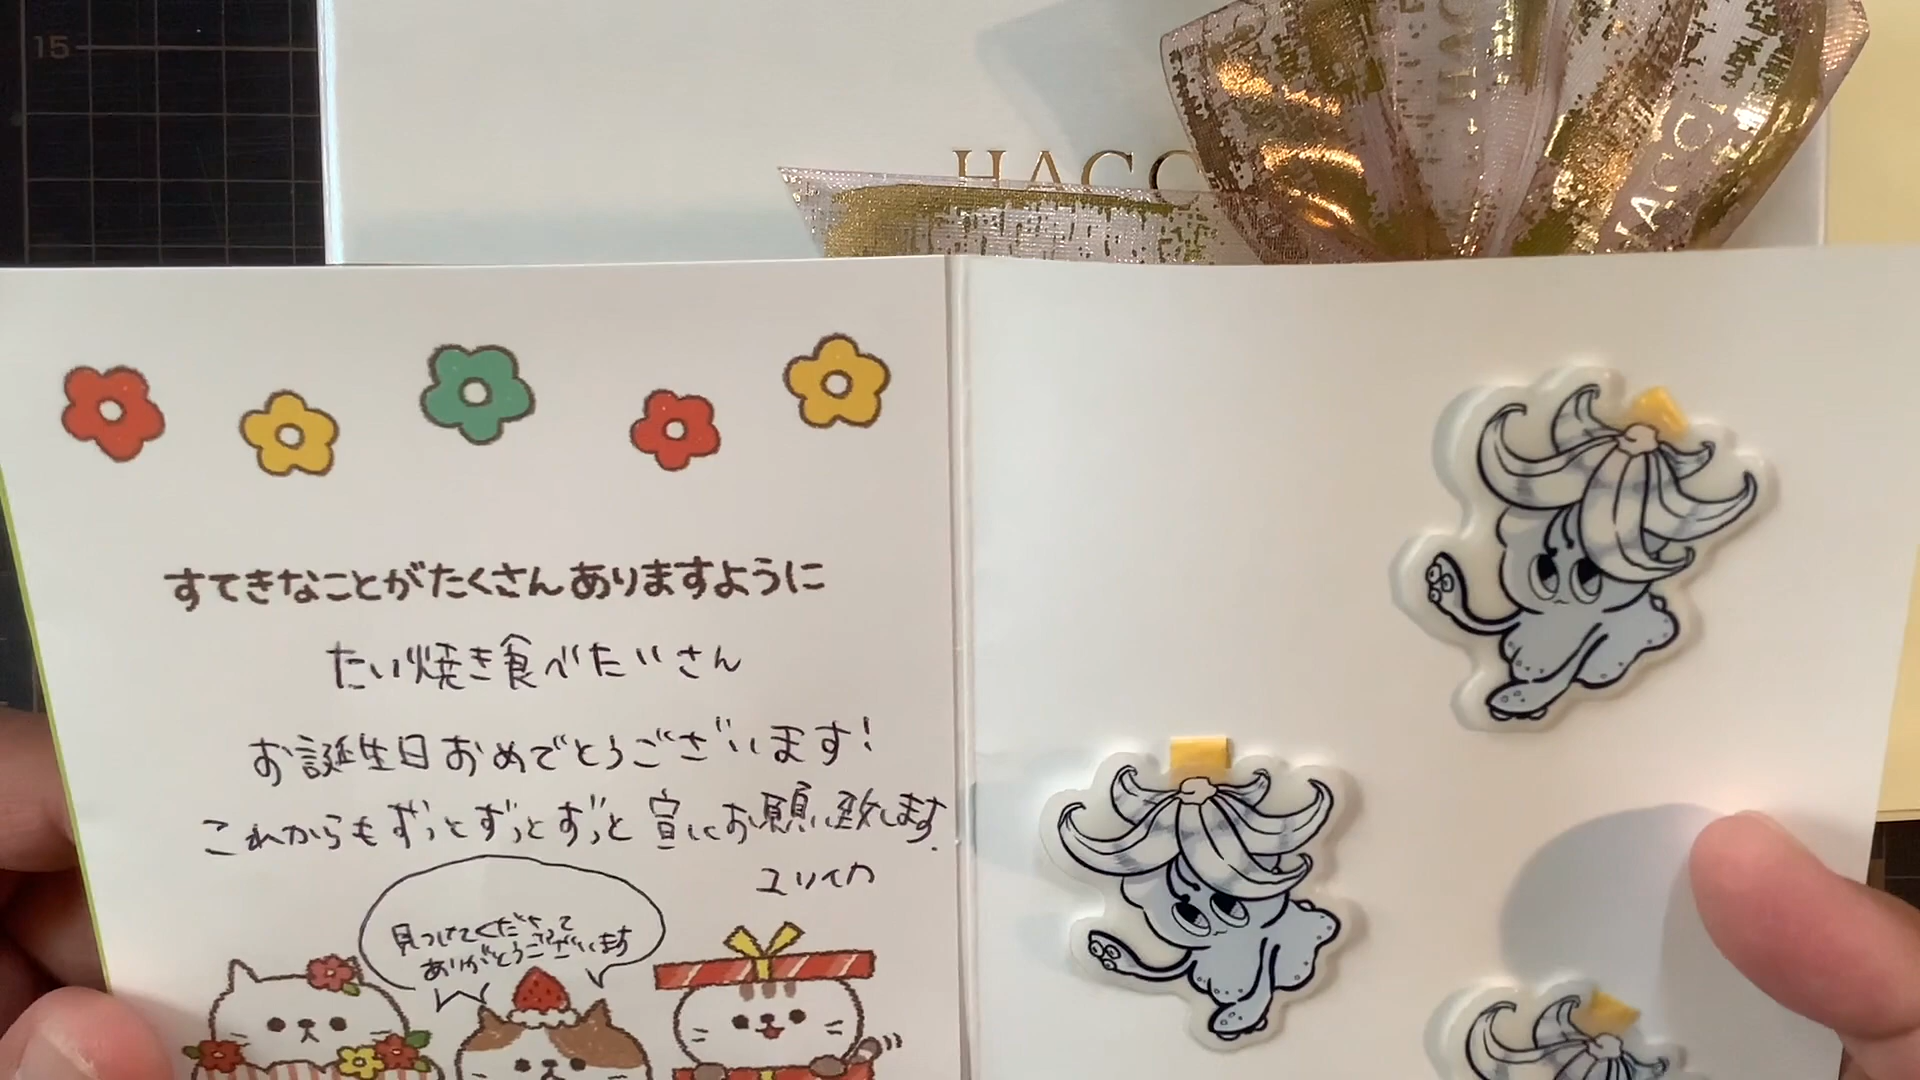 15
HACC
HACCI
すてきなことがたくさんありますように
たい焼き食べたいさん
お誕生日おめでとうございます!
これからもずっとずっとずっと宜しくお願い致します.
ユリイカ
見つけてくださって
ありがとうございます